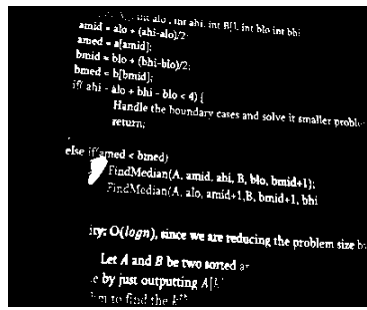 int alo, int ahi, int B[], int blo int bhi
amid = alo + (ahi-alo)/2;
amed = a[amid];
bmid = blo + (bhi-blo)/2;
bmed = b[bmid];
if( ahi - alo + bhi - blo < 4) {
Handle the boundary cases and solve it smaller
return;
else if(amed < bmed)
FindMedian(A, amid, ahi, B, blo, bmid+1);
FindMedian(A, alo, amid+1,B, bmid+1, bhi
O(logn), since we are reducing the problem size
Let A and B be two sorted
by just outputting
to find the